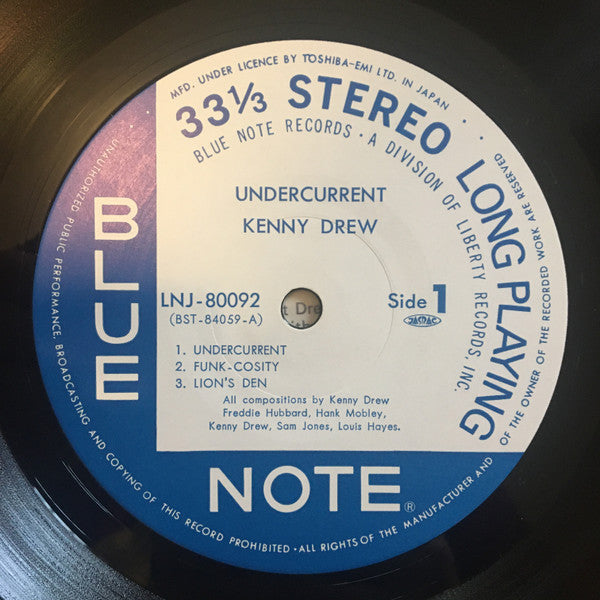 MFD. UNDER LICENCE BY TOSHIBA-EMI LTD. IN JAPAN
33⅓ STEREO LONG PLAYING
BLUE NOTE RECORDS · A DIVISION OF LIBERTY RECORDS, INC.
UNDERCURRENT
KENNY DREW
LNJ-80092
(BST-84059-A)
Side 1
JASRAC
1. UNDERCURRENT
2. FUNK-COSITY
3. LION'S DEN
All compositions by Kenny Drew
Freddie Hubbard, Hank Mobley,
Kenny Drew, Sam Jones, Louis Hayes.
BLUE
NOTE®
UNAUTHORIZED PUBLIC PERFORMANCE, BROADCASTING AND COPYING OF THIS RECORD PROHIBITED · ALL RIGHTS OF THE MANUFACTURER AND OF THE OWNER OF THE RECORDED WORK ARE RESERVED